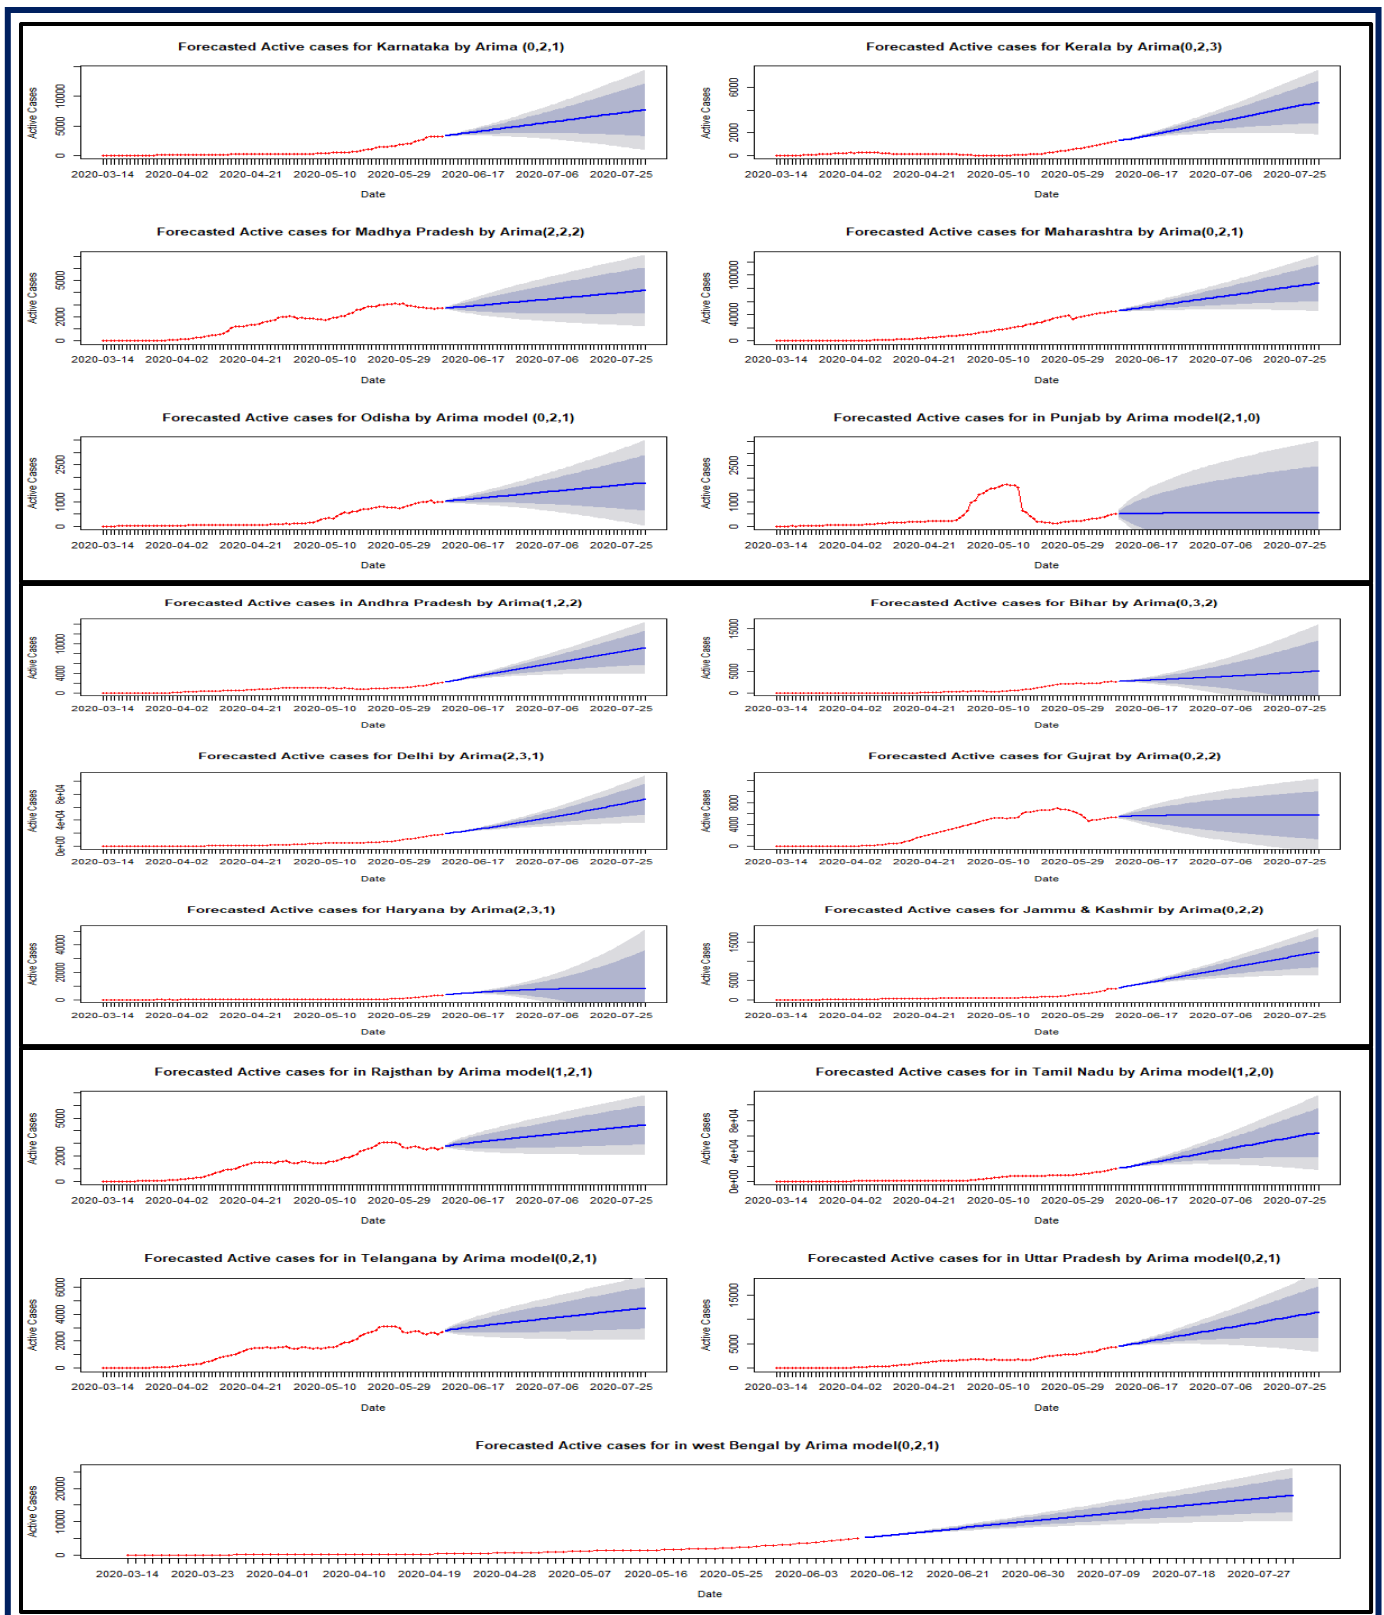 Forecasted Active cases for Karnataka by Arima (0,2,1)
Active Cases
0 5000 10000
2020-03-14 2020-04-02 2020-04-21 2020-05-10 2020-05-29 2020-06-17 2020-07-06 2020-07-25
Date
Forecasted Active cases for Kerala by Arima(0,2,3)
Active Cases
0 2000 6000
2020-03-14 2020-04-02 2020-04-21 2020-05-10 2020-05-29 2020-06-17 2020-07-06 2020-07-25
Date
Forecasted Active cases for Madhya Pradesh by Arima(2,2,2)
Active Cases
0 2000 5000
2020-03-14 2020-04-02 2020-04-21 2020-05-10 2020-05-29 2020-06-17 2020-07-06 2020-07-25
Date
Forecasted Active cases for Maharashtra by Arima(0,2,1)
Active Cases
0 40000 100000
2020-03-14 2020-04-02 2020-04-21 2020-05-10 2020-05-29 2020-06-17 2020-07-06 2020-07-25
Date
Forecasted Active cases for Odisha by Arima model (0,2,1)
Active Cases
0 1000 2500
2020-03-14 2020-04-02 2020-04-21 2020-05-10 2020-05-29 2020-06-17 2020-07-06 2020-07-25
Date
Forecasted Active cases for in Punjab by Arima model(2,1,0)
Active Cases
0 1000 2500
2020-03-14 2020-04-02 2020-04-21 2020-05-10 2020-05-29 2020-06-17 2020-07-06 2020-07-25
Date
Forecasted Active cases in Andhra Pradesh by Arima(1,2,2)
Active Cases
0 4000 10000
2020-03-14 2020-04-02 2020-04-21 2020-05-10 2020-05-29 2020-06-17 2020-07-06 2020-07-25
Date
Forecasted Active cases for Bihar by Arima(0,3,2)
Active Cases
0 5000 15000
2020-03-14 2020-04-02 2020-04-21 2020-05-10 2020-05-29 2020-06-17 2020-07-06 2020-07-25
Date
Forecasted Active cases for Delhi by Arima(2,3,1)
Active Cases
0e+00 4e+04 8e+04
2020-03-14 2020-04-02 2020-04-21 2020-05-10 2020-05-29 2020-06-17 2020-07-06 2020-07-25
Date
Forecasted Active cases for Gujrat by Arima(0,2,2)
Active Cases
0 4000 8000
2020-03-14 2020-04-02 2020-04-21 2020-05-10 2020-05-29 2020-06-17 2020-07-06 2020-07-25
Date
Forecasted Active cases for Haryana by Arima(2,3,1)
Active Cases
0 20000 40000
2020-03-14 2020-04-02 2020-04-21 2020-05-10 2020-05-29 2020-06-17 2020-07-06 2020-07-25
Date
Forecasted Active cases for Jammu & Kashmir by Arima(0,2,2)
Active Cases
0 5000 15000
2020-03-14 2020-04-02 2020-04-21 2020-05-10 2020-05-29 2020-06-17 2020-07-06 2020-07-25
Date
Forecasted Active cases for in Rajsthan by Arima model(1,2,1)
Active Cases
0 2000 5000
2020-03-14 2020-04-02 2020-04-21 2020-05-10 2020-05-29 2020-06-17 2020-07-06 2020-07-25
Date
Forecasted Active cases for in Tamil Nadu by Arima model(1,2,0)
Active Cases
0e+00 4e+04 8e+04
2020-03-14 2020-04-02 2020-04-21 2020-05-10 2020-05-29 2020-06-17 2020-07-06 2020-07-25
Date
Forecasted Active cases for in Telangana by Arima model(0,2,1)
Active Cases
0 2000 4000 6000
2020-03-14 2020-04-02 2020-04-21 2020-05-10 2020-05-29 2020-06-17 2020-07-06 2020-07-25
Date
Forecasted Active cases for in Uttar Pradesh by Arima model(0,2,1)
Active Cases
0 5000 15000
2020-03-14 2020-04-02 2020-04-21 2020-05-10 2020-05-29 2020-06-17 2020-07-06 2020-07-25
Date
Forecasted Active cases for in west Bengal by Arima model(0,2,1)
Active Cases
0 10000 20000
2020-03-14 2020-03-23 2020-04-01 2020-04-10 2020-04-19 2020-04-28 2020-05-07 2020-05-16 2020-05-25 2020-06-03 2020-06-12 2020-06-21 2020-06-30 2020-07-09 2020-07-18 2020-07-27
Date